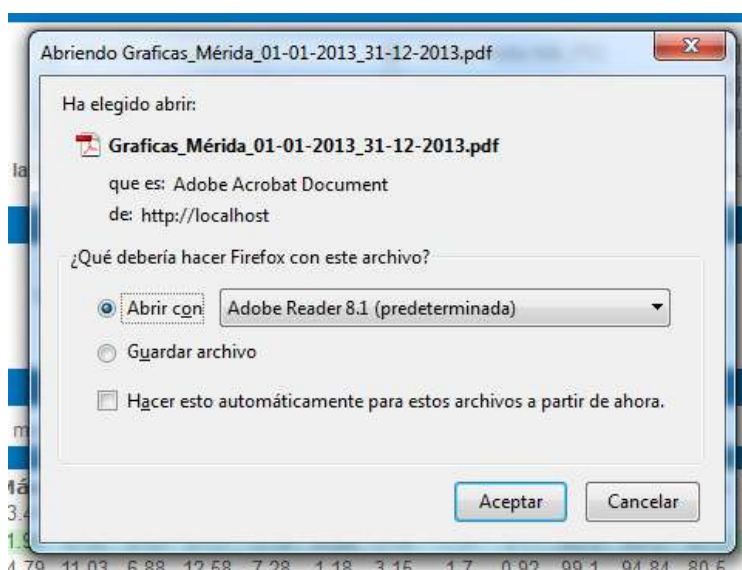 Abriendo Graficas_Mérida_01-01-2013_31-12-2013.pdf
Ha elegido abrir:
Graficas_Mérida_01-01-2013_31-12-2013.pdf
que es: Adobe Acrobat Document
de: http://localhost
la
¿Qué debería hacer Firefox con este archivo?
Abrir con Adobe Reader 8.1 (predeterminada)
Guardar archivo
Hacer esto automáticamente para estos archivos a partir de ahora.
Aceptar Cancelar
4.79 11.03 6.88 12.68 7.28 1.18 3.15 1.7 0.92 99.1 94.84 80.5